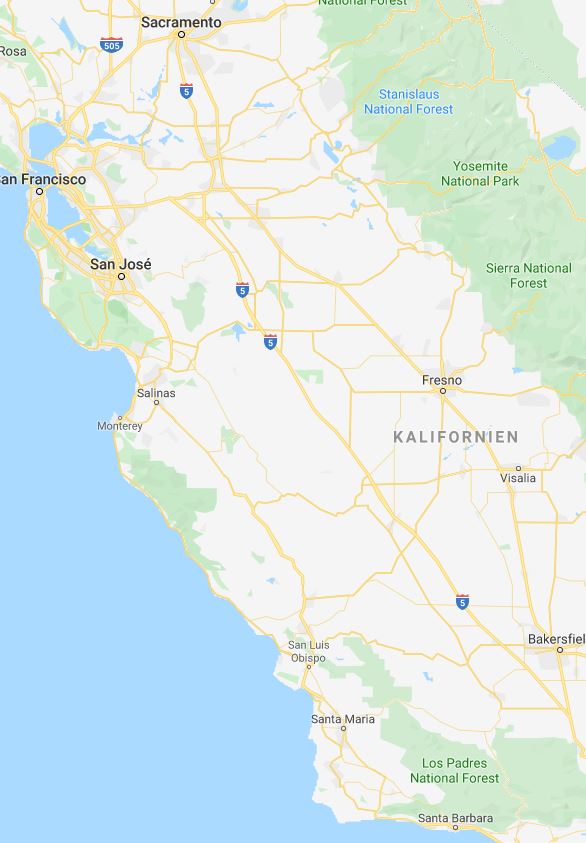 National Forest
Sacramento
505
Rosa
5
Stanislaus
National Forest
Yosemite
National Park
San Francisco
San José
Sierra National
Forest
5
5
Fresno
Salinas
Monterey
KALIFORNIEN
Visalia
5
San Luis
Obispo
Bakersfiel
Santa Maria
Los Padres
National Forest
Santa Barbara